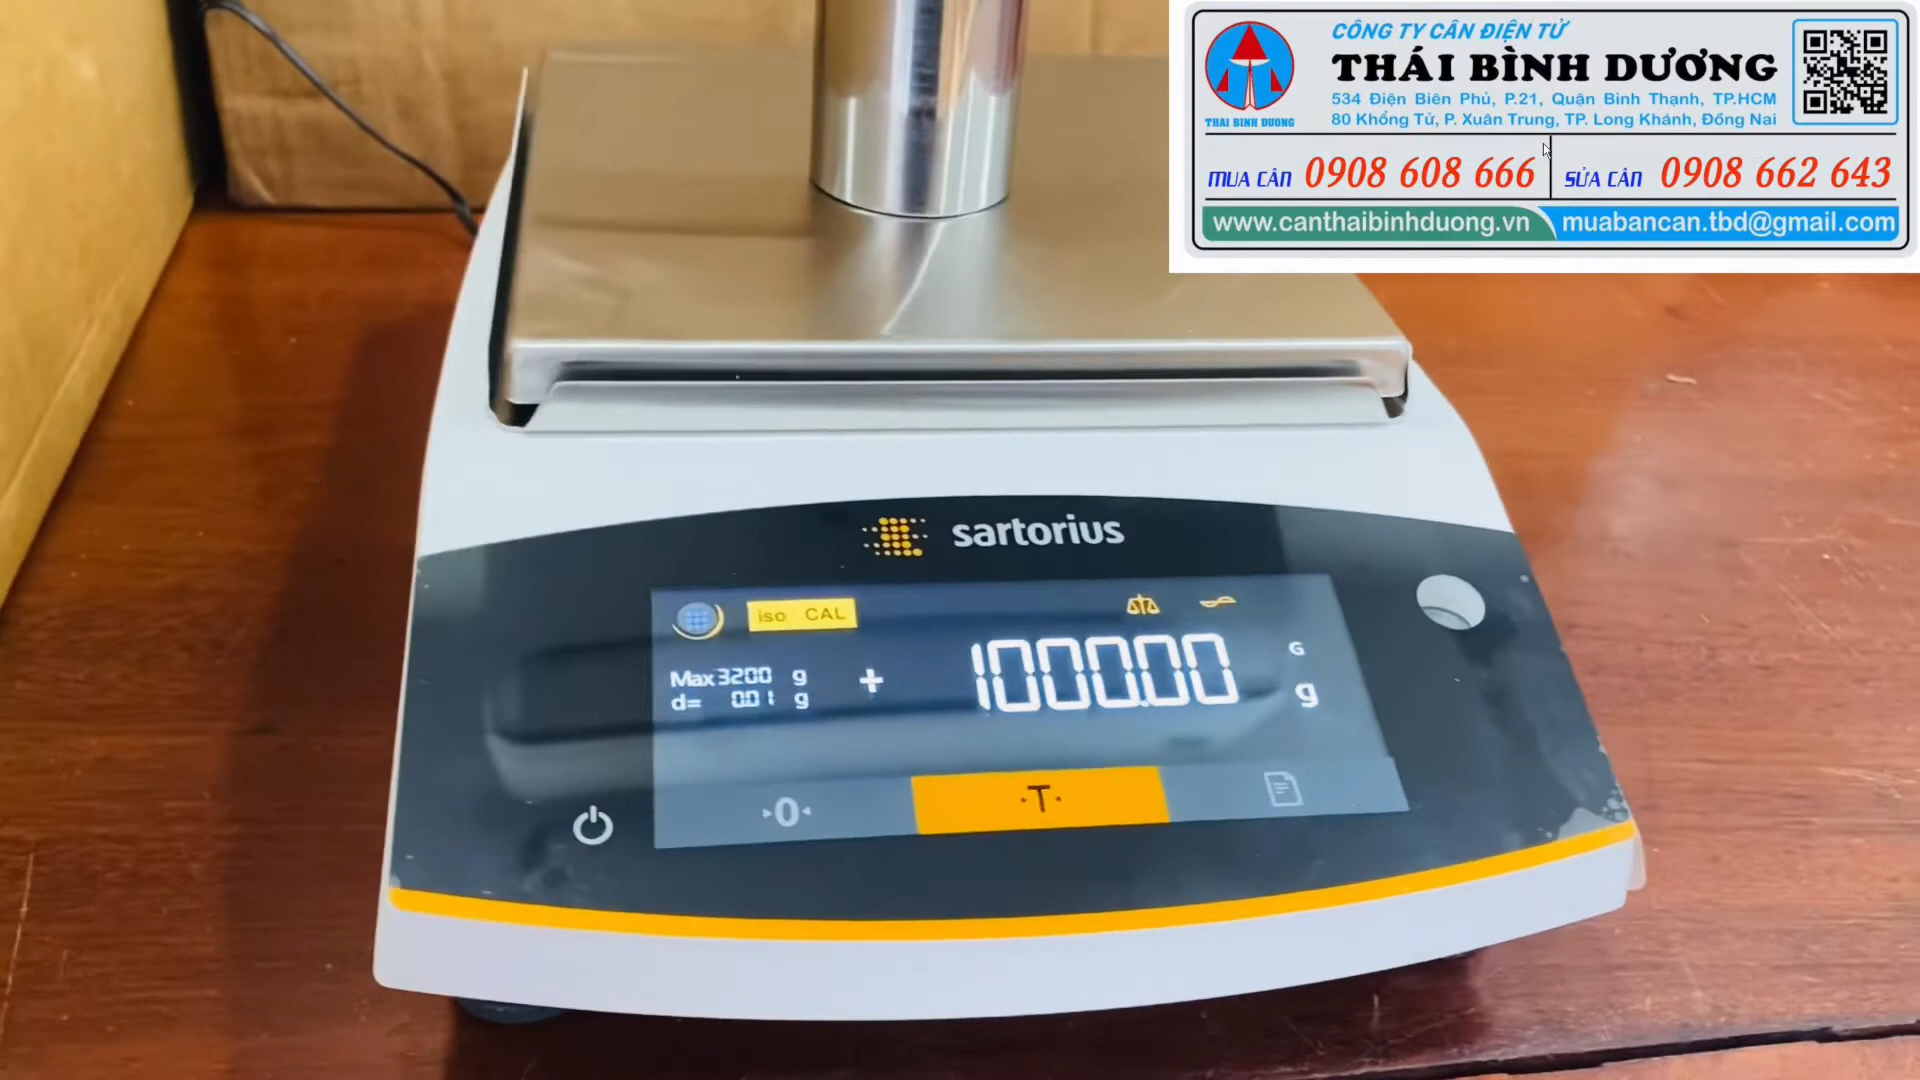 CÔNG TY CÂN ĐIỆN TỬ
THÁI BÌNH DƯƠNG
534 Điện Biên Phủ, P.21, Quận Bình Thạnh, TP.HCM
80 Khổng Tử, P. Xuân Trung, TP. Long Khánh, Đồng Nai
THAI BINH DUONG
MUA CÂN 0908 608 666
SỬA CÂN 0908 662 643
www.canthaibinhduong.vn
muabancan.tbd@gmail.com
sartorius
iso CAL
Max 3200 g
d= 0.01 g
+ 1000.00 g
G
0
T